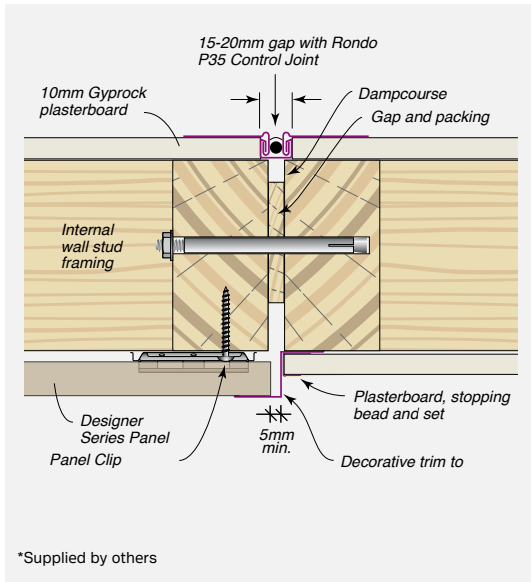 15-20mm gap with Rondo
P35 Control Joint
10mm Gyprock
plasterboard
Dampcourse
Gap and packing
Internal
wall stud
framing
Designer
Series Panel
Panel Clip
5mm
min.
Plasterboard, stopping
bead and set
Decorative trim to
*Supplied by others